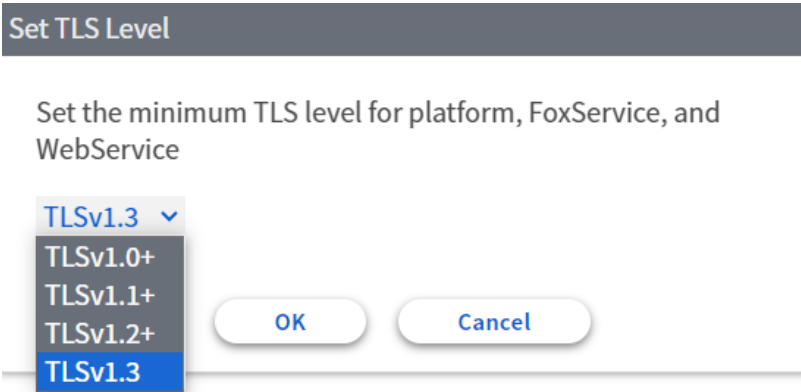 Set TLS Level
Set the minimum TLS level for platform, FoxService, and
WebService
TLSv1.3
TLSv1.0+
TLSv1.1+
TLSv1.2+
TLSv1.3
OK
Cancel